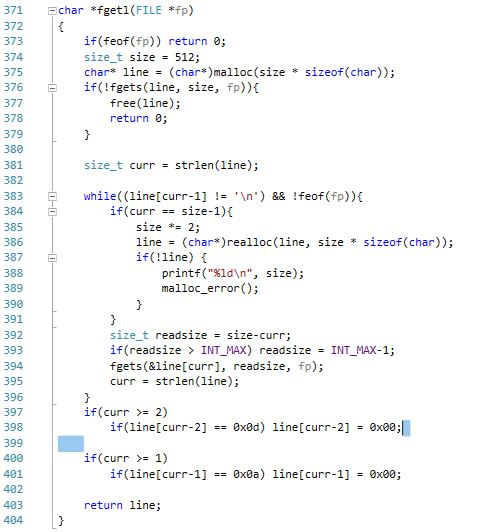 371 char *fgetl(FILE *fp)
372 {
373 if(feof(fp)) return 0;
374 size_t size = 512;
375 char* line = (char*)malloc(size * sizeof(char));
376 if(!fgets(line, size, fp)){
377 free(line);
378 return 0;
379 }
380
381 size_t curr = strlen(line);
382
383 while((line[curr-1] != '\n') && !feof(fp)){
384 if(curr == size-1){
385 size *= 2;
386 line = (char*)realloc(line, size * sizeof(char));
387 if(!line) {
388 printf("%ld\n", size);
389 malloc_error();
390 }
391 }
392 size_t readsize = size-curr;
393 if(readsize > INT_MAX) readsize = INT_MAX-1;
394 fgets(&line[curr], readsize, fp);
395 curr = strlen(line);
396 }
397 if(curr >= 2)
398 if(line[curr-2] == 0x0d) line[curr-2] = 0x00;
399
400 if(curr >= 1)
401 if(line[curr-1] == 0x0a) line[curr-1] = 0x00;
402
403 return line;
404 }